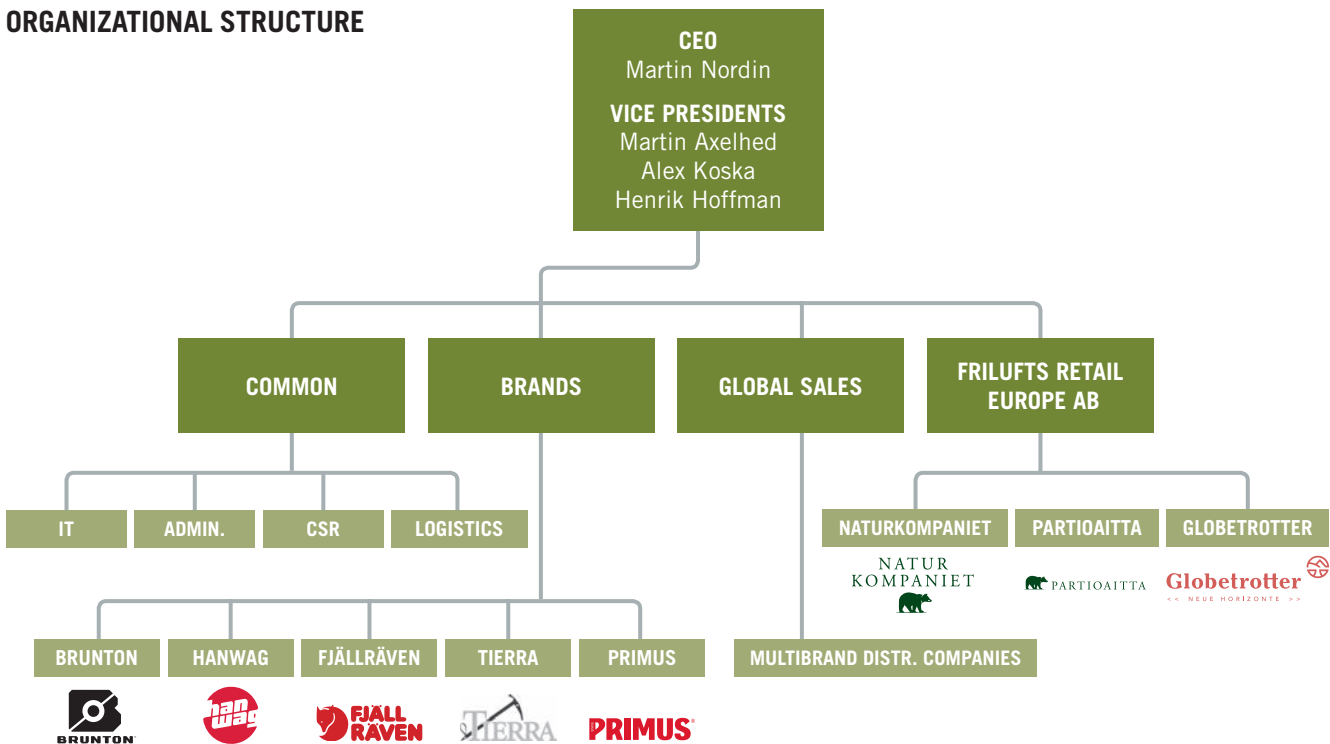 ORGANIZATIONAL STRUCTURE
CEO
Martin Nordin
VICE PRESIDENTS
Martin Axelhed
Alex Koska
Henrik Hoffman
COMMON
BRANDS
GLOBAL SALES
FRILUFTS RETAIL
EUROPE AB
IT
ADMIN.
CSR
LOGISTICS
NATURKOMPANIET
PARTIOAITTA
GLOBETROTTER
NATUR
KOMPANIET
PARTIOAITTA
Globetrotter
<< NEUE HORIZONTE >>
BRUNTON
HANWAG
FJÄLLRÄVEN
TIERRA
PRIMUS
MULTIBRAND DISTR. COMPANIES
BRUNTON
han
wag
FJÄLL
RÄVEN
TIERRA
PRIMUS